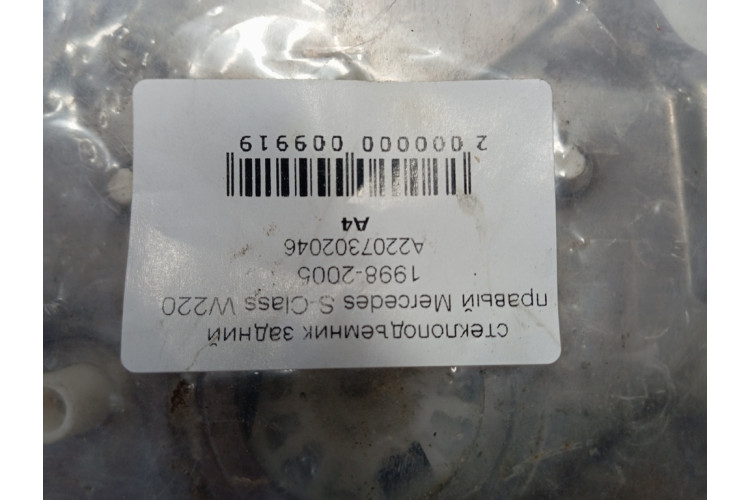 стеклоподъемник задний
правый Mercedes S-Class W220
1998-2005
A2207302046
A4
2 000000 009919